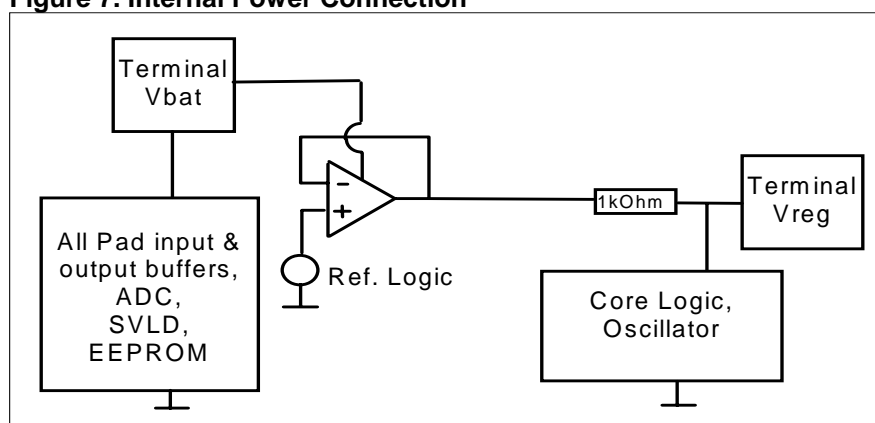 Figure 7. Internal Power Connection
Terminal
Vbat
-
+
1kOhm
Terminal
Vreg
All Pad input &
output buffers,
ADC,
SVLD,
EEPROM
Ref. Logic
Core Logic,
Oscillator